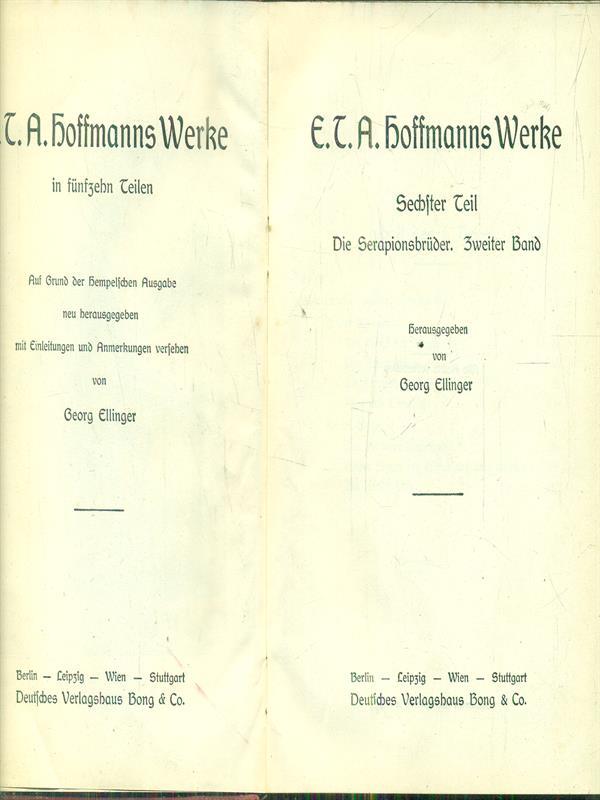 .T. A. Hoffmanns Werke
in fünfzehn Teilen
Auf Grund der Hempelschen Ausgabe
neu herausgegeben
mit Einleitungen und Anmerkungen versehen
von
Georg Ellinger
Berlin — Leipzig — Wien — Stuttgart
Deutsches Verlagshaus Bong & Co.
E. T. A. Hoffmanns Werke
Sechster Teil
Die Serapionsbrüder. Zweiter Band
Herausgegeben
von
Georg Ellinger
Berlin — Leipzig — Wien — Stuttgart
Deutsches Verlagshaus Bong & Co.